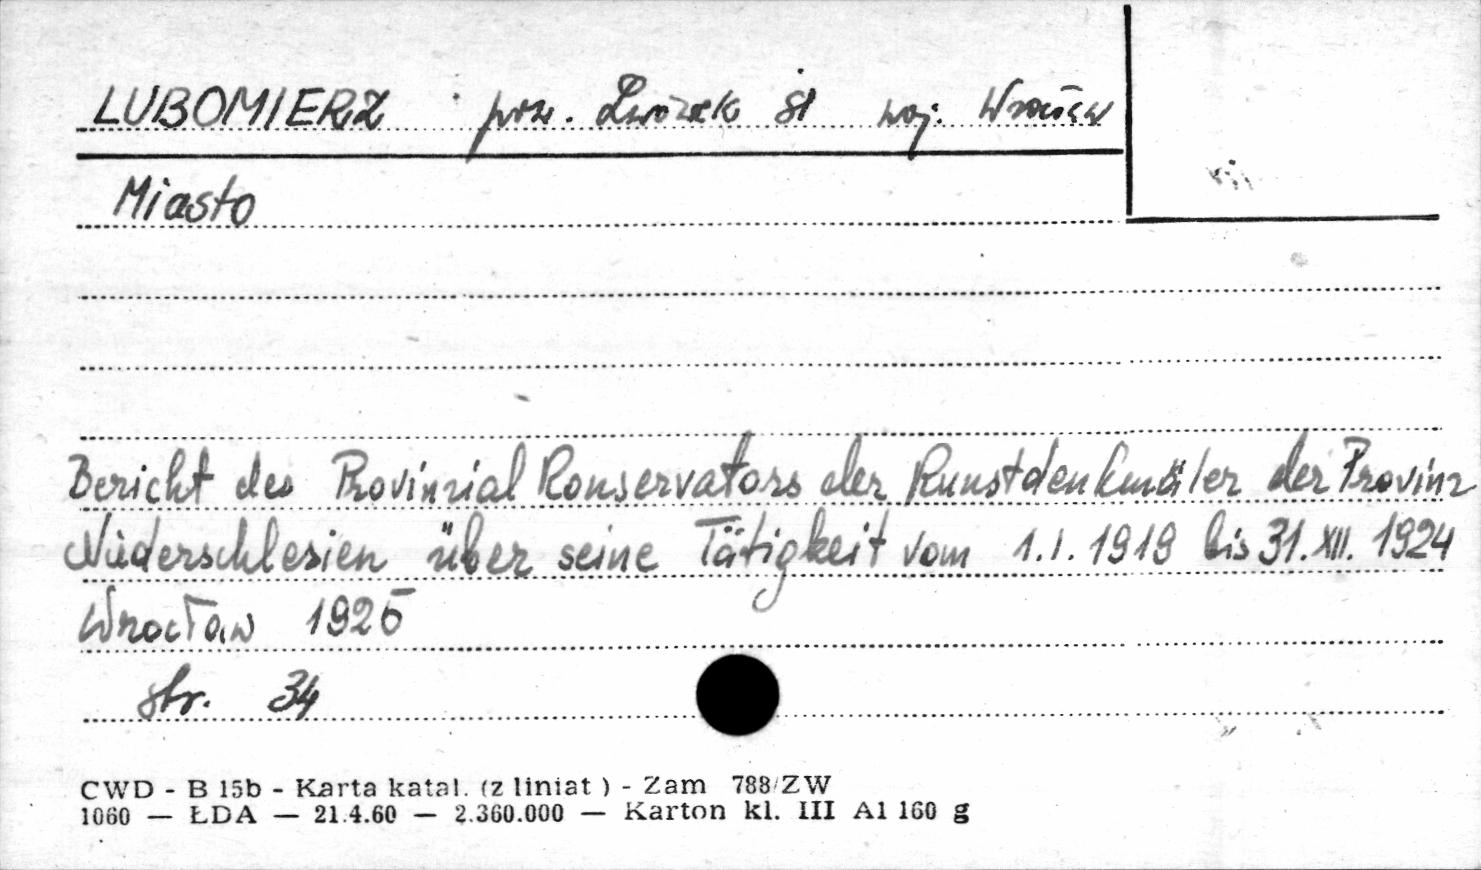 LUBOMIERZ pow. Lwówek Śl woj. Wrocław
Miasto
Bericht des Provinzial Konservators der Kunstdenkmäler der Provinz
Niederschlesien über seine Tätigkeit vom 1.I.1919 bis 31.XII.1924
Wrocław 1925
str. 34
CWD - B 15b - Karta katal. (z liniat ) - Zam 788/ZW
1060 — ŁDA — 21.4.60 — 2.360.000 — Karton kl. III A1 160 g